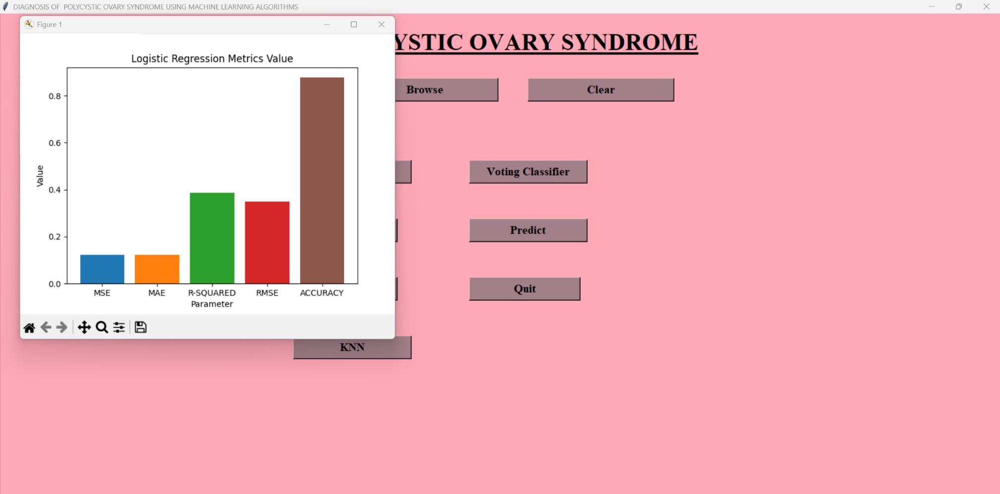 DIAGNOSIS OF  POLYCYSTIC OVARY SYNDROME USING MACHINE LEARNING ALGORITHMS
Figure 1
YSTIC OVARY SYNDROME
Browse
Clear
Logistic Regression Metrics Value
0.8
0.6
0.4
0.2
0.0
Value
MSE MAE R-SQUARED RMSE ACCURACY
Parameter
Voting Classifier
Predict
Quit
KNN